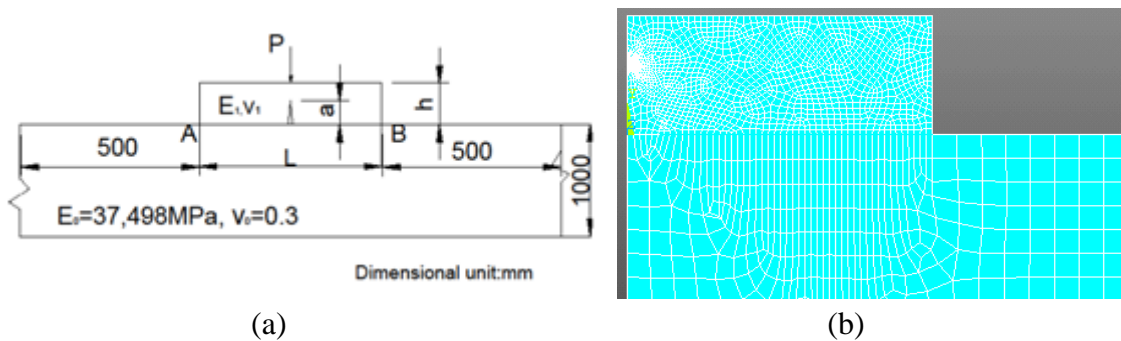 P
E₁,v₁
a
h
A
B
500
L
500
1000
E₀=37,498MPa, v₀=0.3
Dimensional unit:mm
(a)
(b)